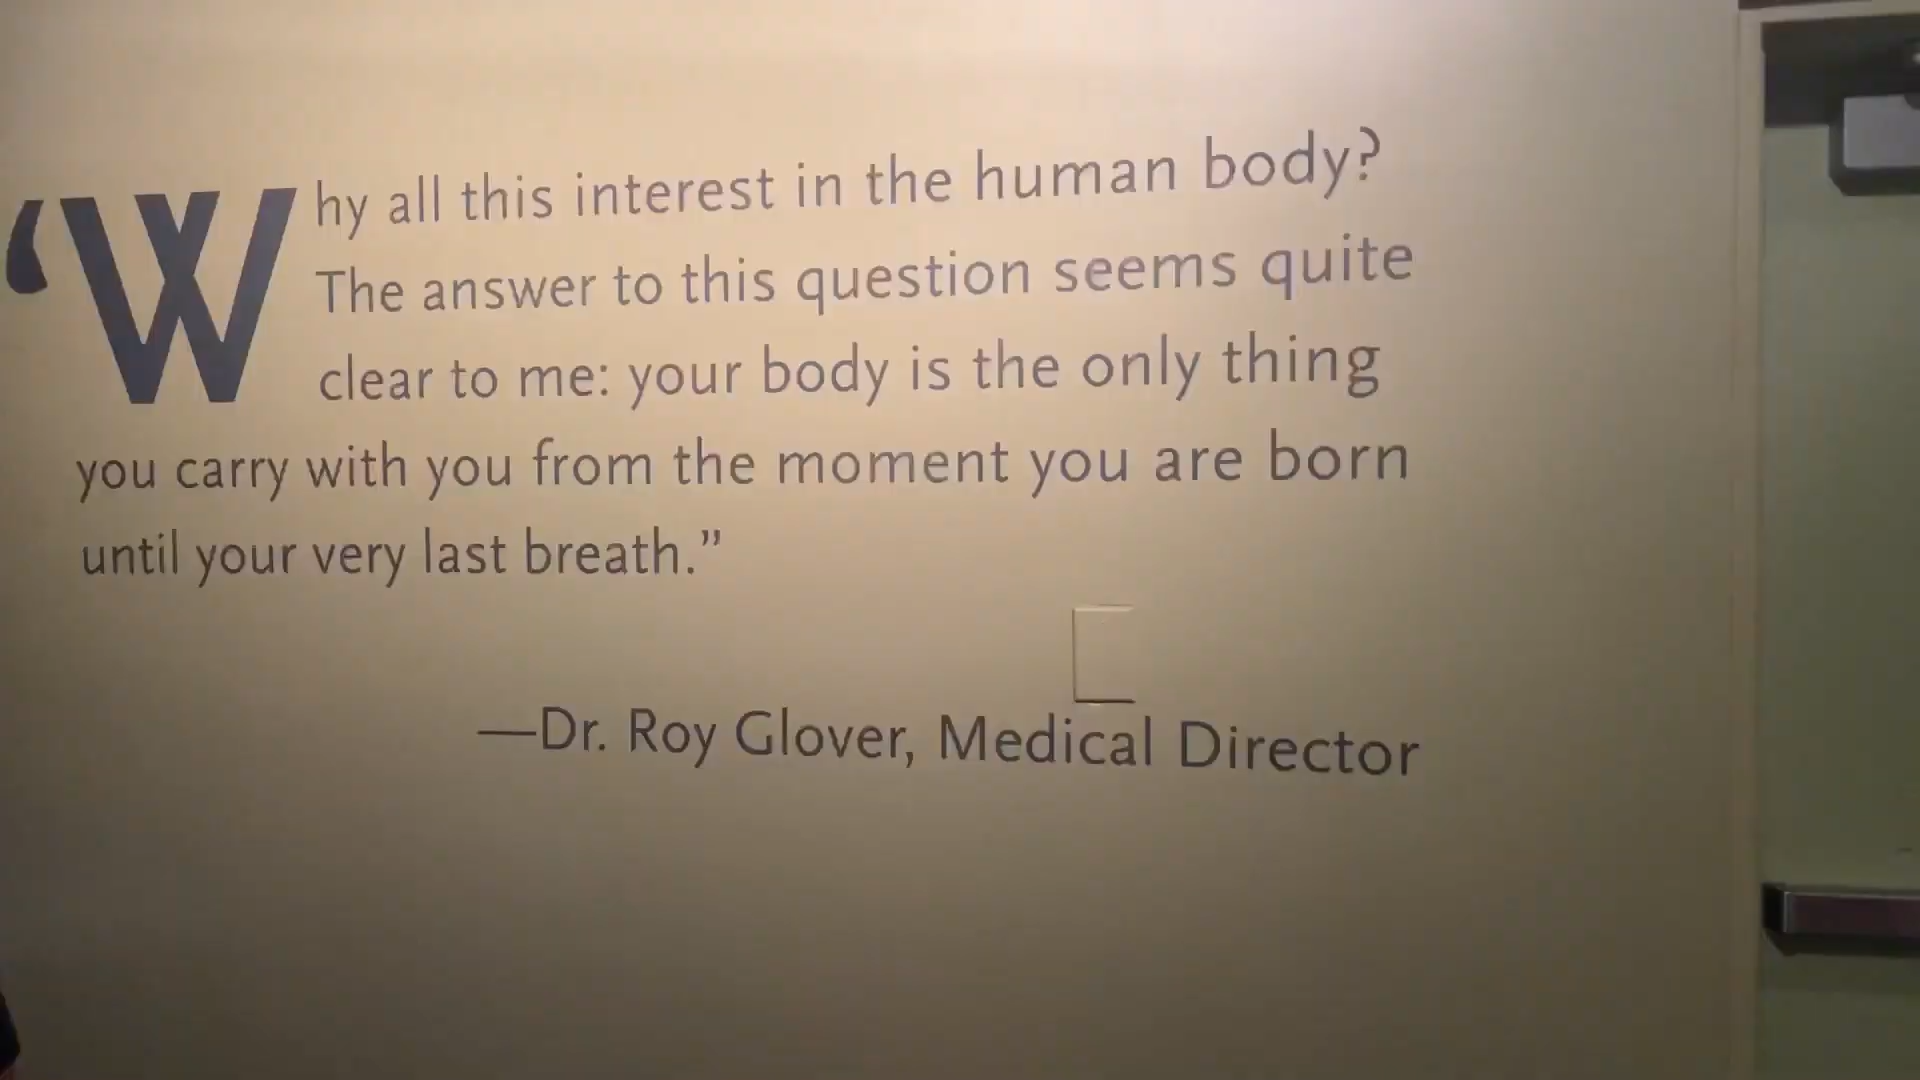 ‘Why all this interest in the human body?
The answer to this question seems quite
clear to me: your body is the only thing
you carry with you from the moment you are born
until your very last breath.”
—Dr. Roy Glover, Medical Director